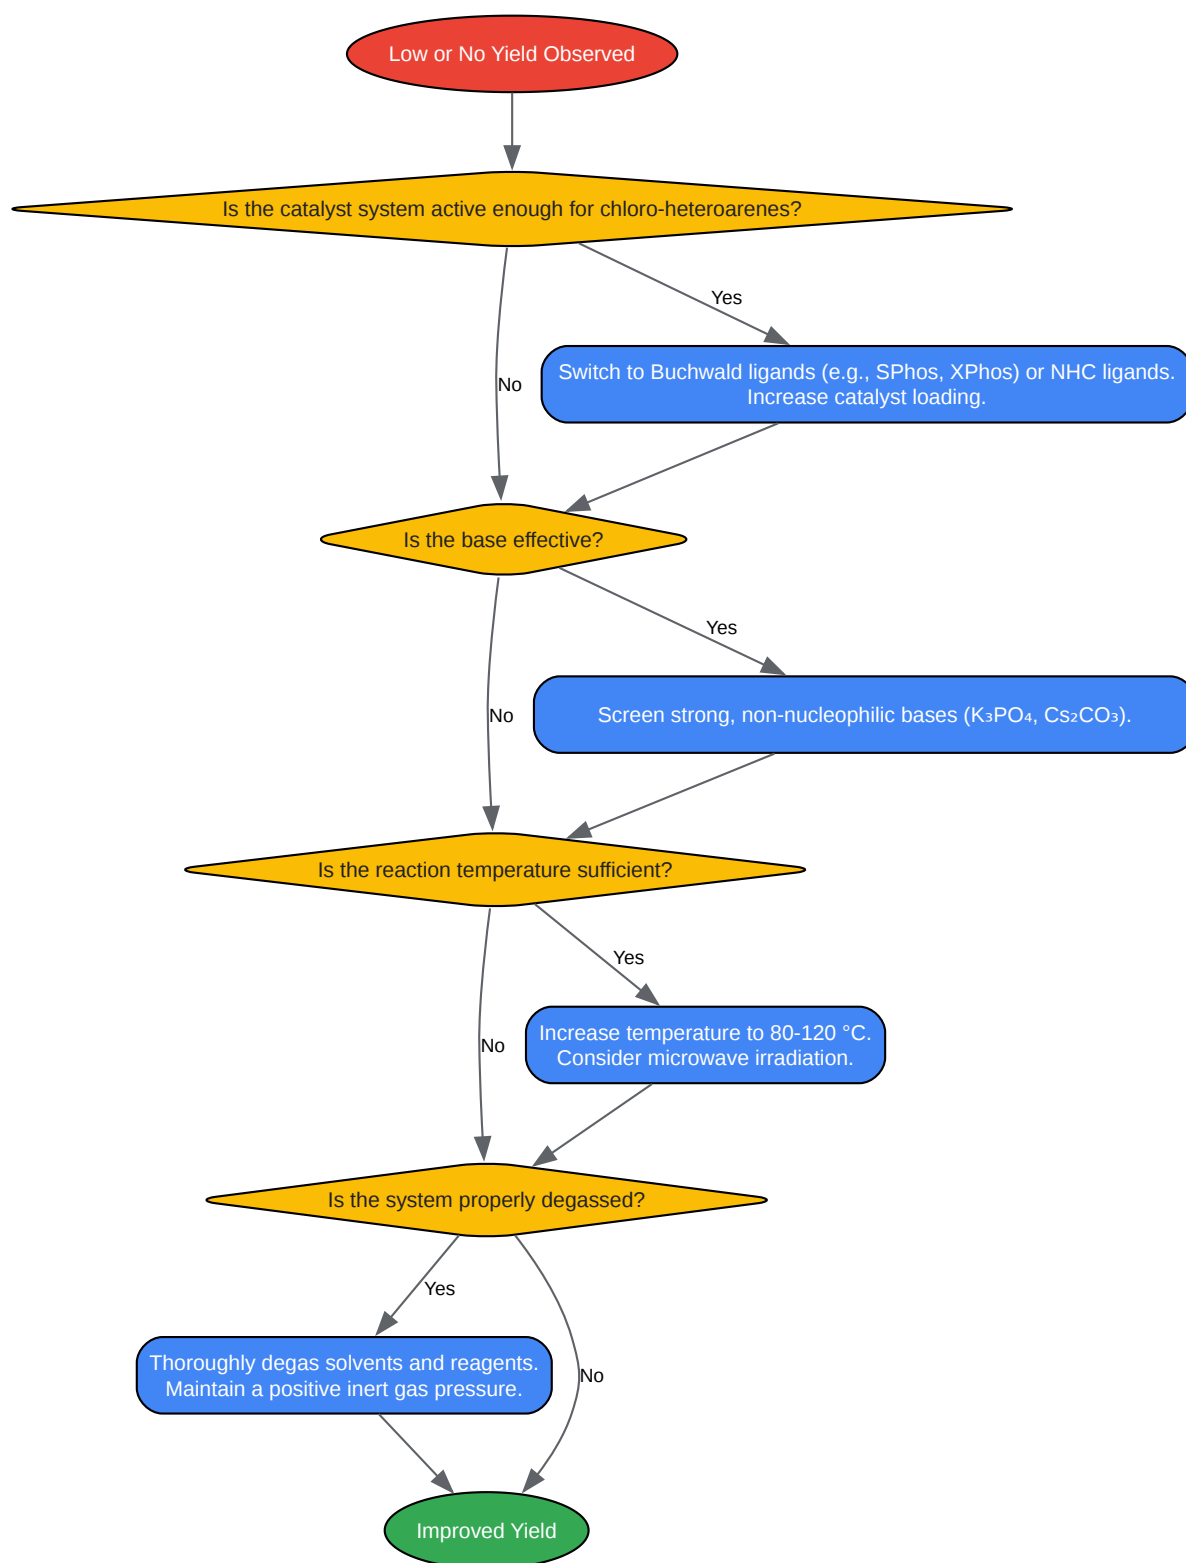 Low or No Yield Observed
Is the catalyst system active enough for chloro-heteroarenes?
Yes
No
Switch to Buchwald ligands (e.g., SPhos, XPhos) or NHC ligands.
Increase catalyst loading.
Is the base effective?
Yes
No
Screen strong, non-nucleophilic bases (K₃PO₄, Cs₂CO₃).
Is the reaction temperature sufficient?
Yes
No
Increase temperature to 80-120 °C.
Consider microwave irradiation.
Is the system properly degassed?
Yes
No
Thoroughly degas solvents and reagents.
Maintain a positive inert gas pressure.
Improved Yield